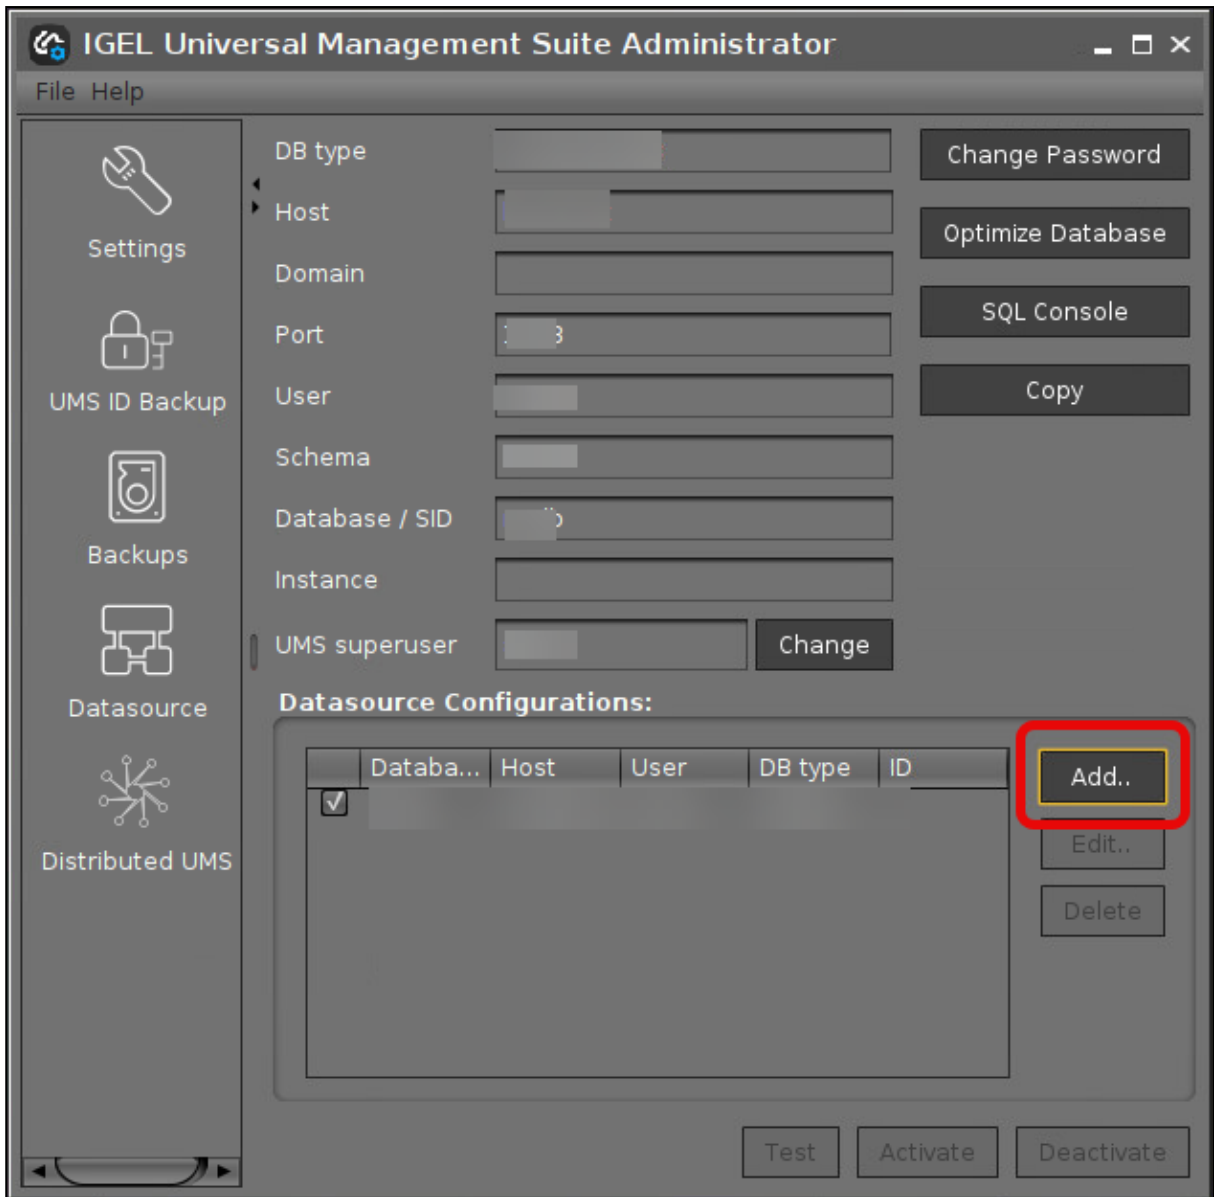 IGEL Universal Management Suite Administrator
File Help
Settings
UMS ID Backup
Backups
Datasource
Distributed UMS
DB type
Host
Domain
Port
User
Schema
Database / SID
Instance
UMS superuser
Change
Change Password
Optimize Database
SQL Console
Copy
Datasource Configurations:
Databa... Host User DB type ID
Add..
Edit..
Delete
Test Activate Deactivate